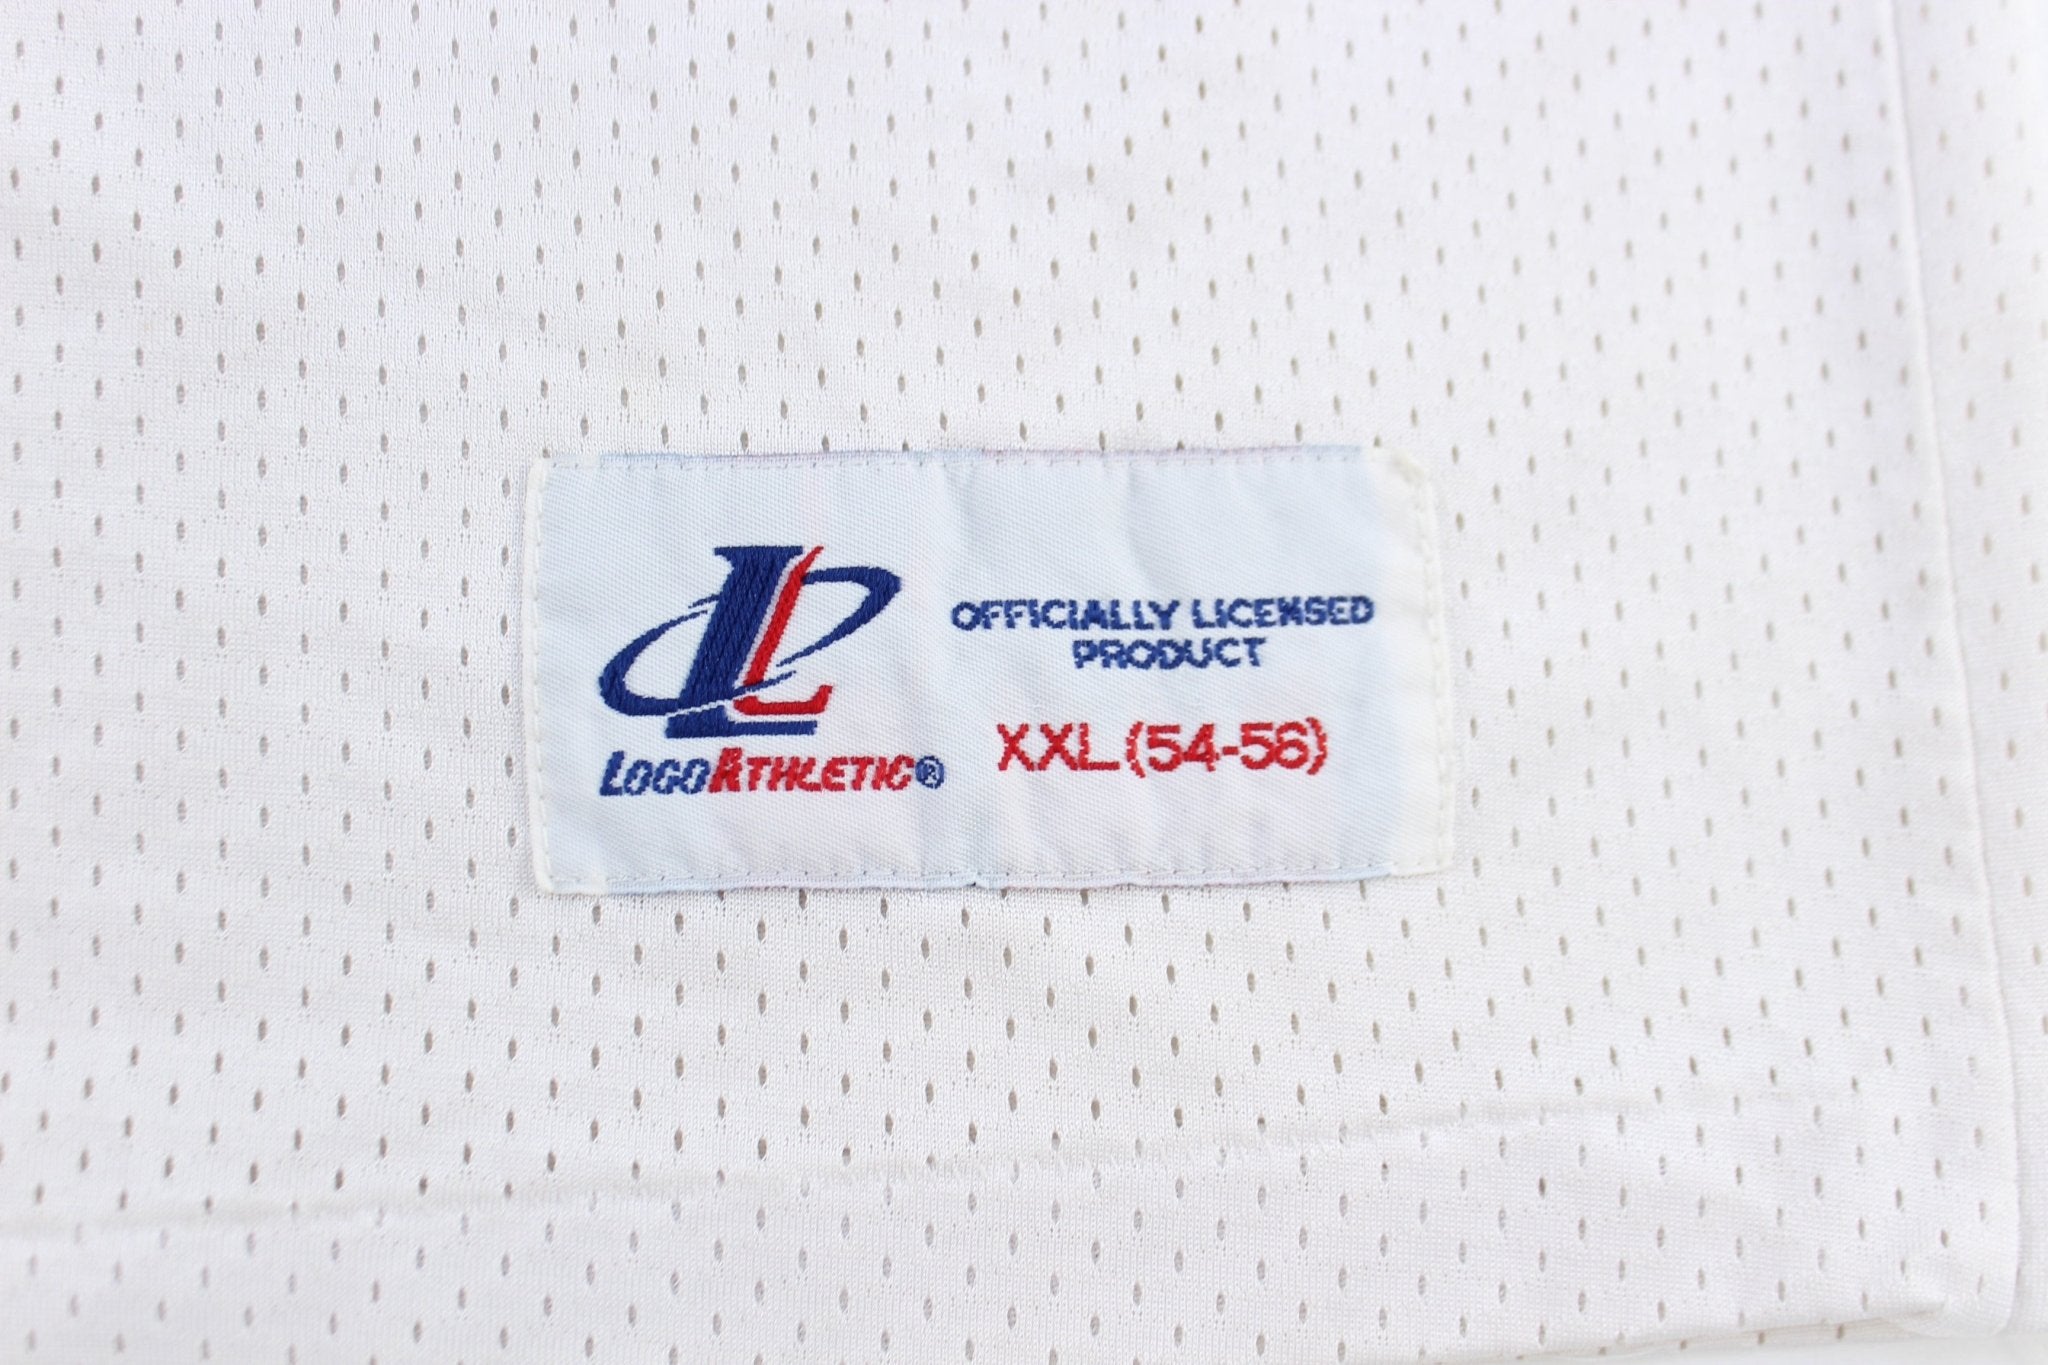 LOGOATHLETIC®
OFFICIALLY LICENSED
PRODUCT
XXL (54-56)